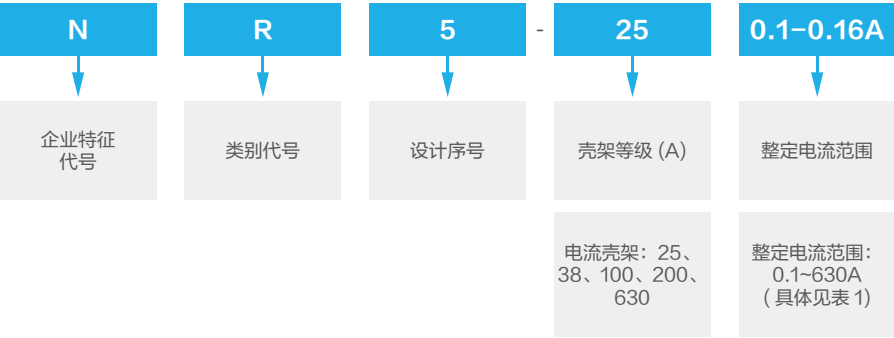 N R 5 - 25 0.1-0.16A
企业特征
代号
类别代号
设计序号
壳架等级 (A)
整定电流范围
电流壳架：25、
38、100、200、
630
整定电流范围：
0.1~630A
( 具体见表 1)